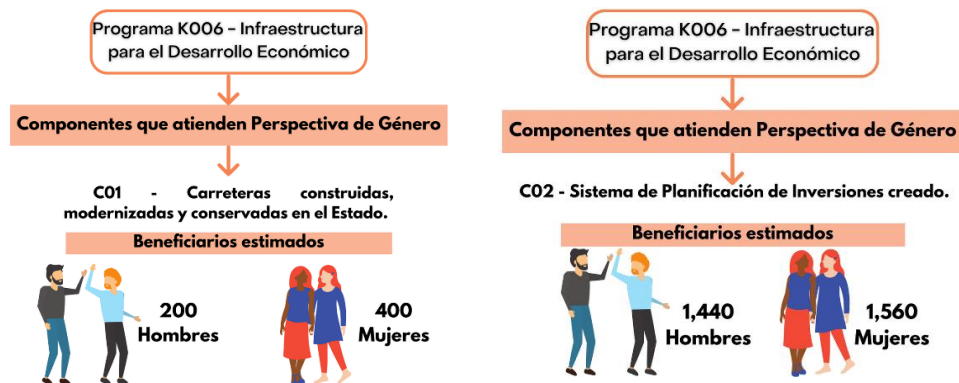 Programa K006 – Infraestructura
para el Desarrollo Económico
Componentes que atienden Perspectiva de Género
C01 - Carreteras construidas,
modernizadas y conservadas en el Estado.
Beneficiarios estimados
200
Hombres
400
Mujeres
Programa K006 – Infraestructura
para el Desarrollo Económico
Componentes que atienden Perspectiva de Género
C02 - Sistema de Planificación de Inversiones creado.
Beneficiarios estimados
1,440
Hombres
1,560
Mujeres